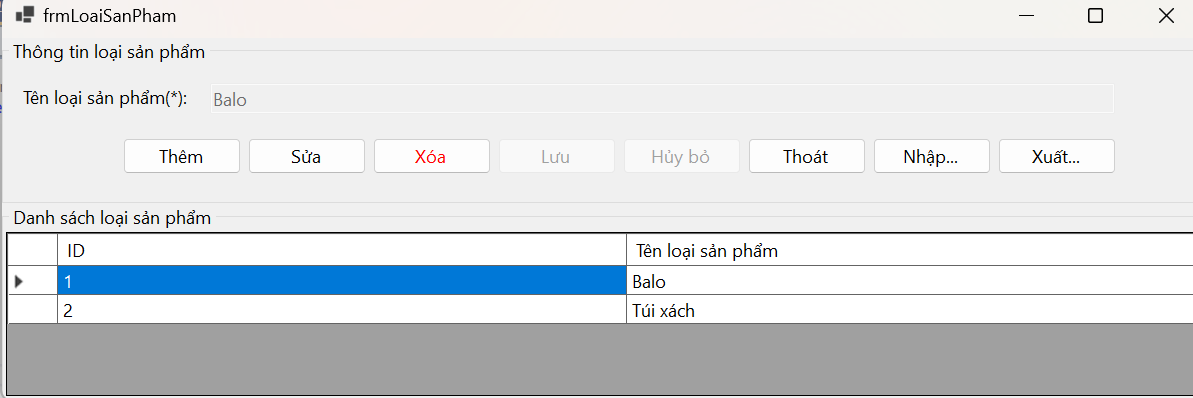 frmLoaiSanPham
Thông tin loại sản phẩm
Tên loại sản phẩm(*): Balo
Thêm Sửa Xóa Lưu Hủy bỏ Thoát Nhập... Xuất...
Danh sách loại sản phẩm
ID Tên loại sản phẩm
1 Balo
2 Túi xách